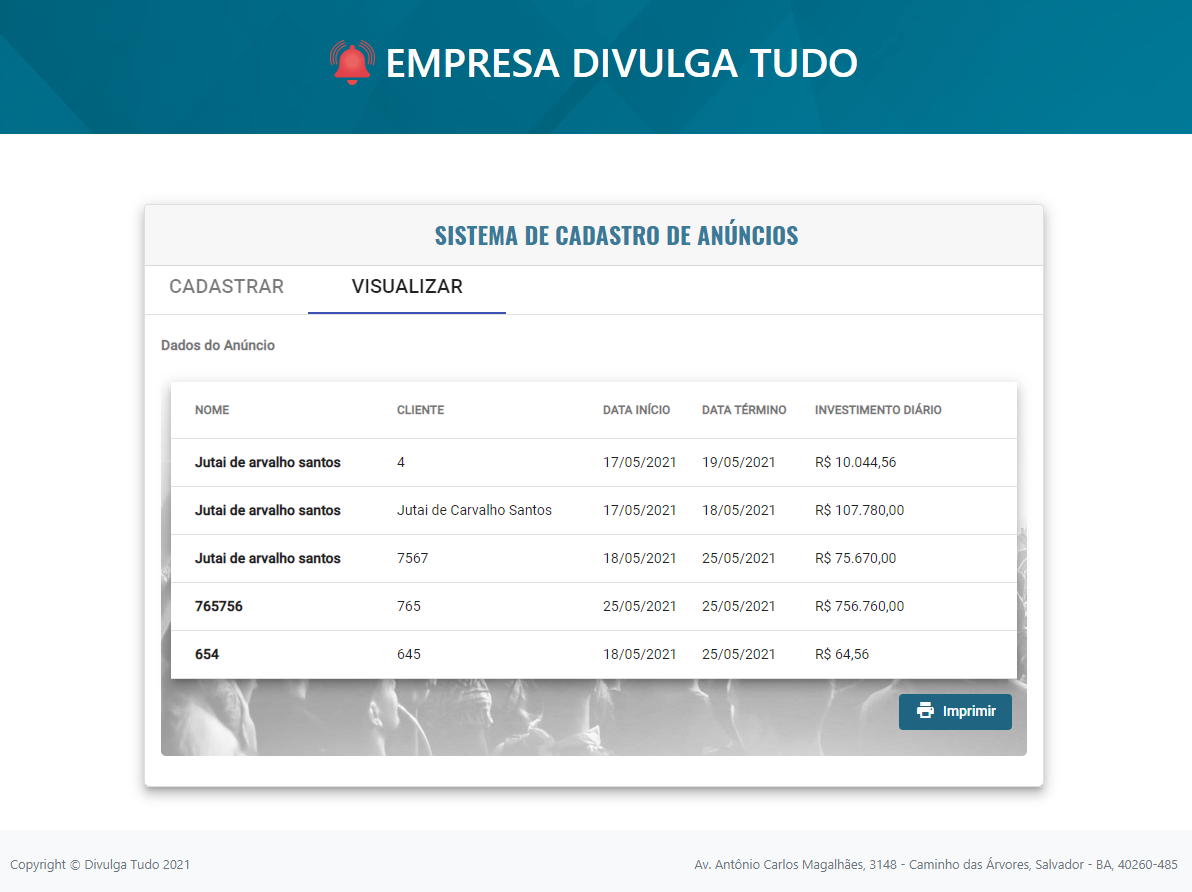 EMPRESA DIVULGA TUDO
SISTEMA DE CADASTRO DE ANÚNCIOS
CADASTRAR VISUALIZAR
Dados do Anúncio
NOME CLIENTE DATA INÍCIO DATA TÉRMINO INVESTIMENTO DIÁRIO
Jutai de arvalho santos 4 17/05/2021 19/05/2021 R$ 10.044,56
Jutai de arvalho santos Jutai de Carvalho Santos 17/05/2021 18/05/2021 R$ 107.780,00
Jutai de arvalho santos 7567 18/05/2021 25/05/2021 R$ 75.670,00
765756 765 25/05/2021 25/05/2021 R$ 756.760,00
654 645 18/05/2021 25/05/2021 R$ 64,56
Imprimir
Copyright © Divulga Tudo 2021 Av. Antônio Carlos Magalhães, 3148 - Caminho das Árvores, Salvador - BA, 40260-485